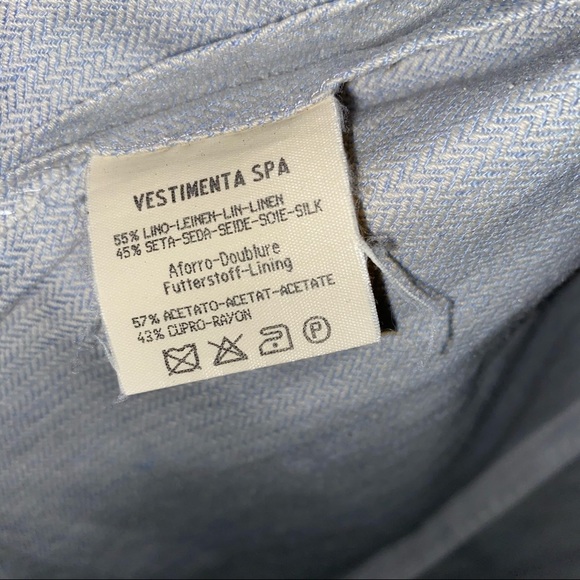 VESTIMENTA SPA
55% LINO-LEINEN-LIN-LINEN
45% SETA-SEDA-SEIDE-SOIE-SILK
Aforro-Doublure
Futterstoff-Lining
57% ACETATO-ACETAT-ACETATE
43% CUPRO-RAYON
P